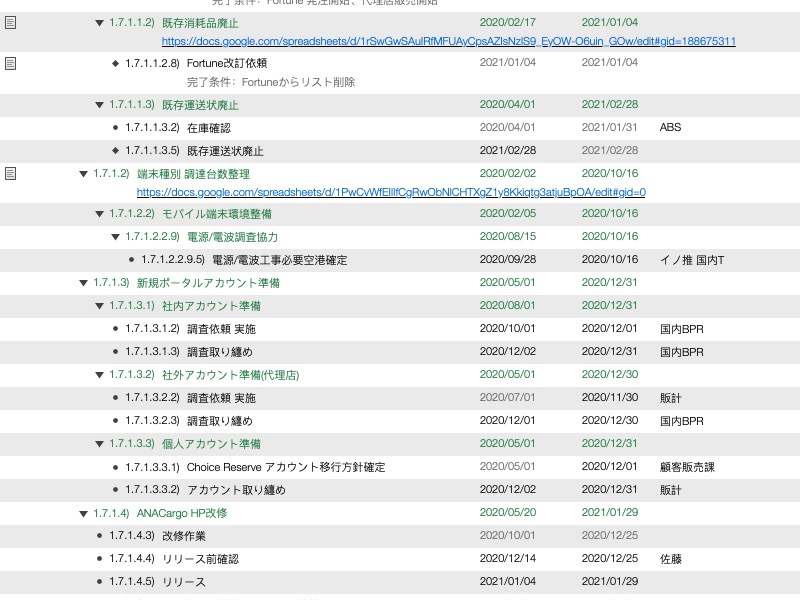 完了条件: Fortune 発注開始、代理店販売開始
▼ 1.7.1.1.2) 既存消耗品廃止 2020/02/17 2021/01/04
https://docs.google.com/spreadsheets/d/1rSwGwSAuIRfMFUAyCpsAZIsNzIS9_EyOW-O6uin_GOw/edit#gid=188675311
◆ 1.7.1.1.2.8) Fortune改訂依頼 2021/01/04 2021/01/04
完了条件: Fortuneからリスト削除
▼ 1.7.1.1.3) 既存運送状廃止 2020/04/01 2021/02/28
● 1.7.1.1.3.2) 在庫確認 2020/04/01 2021/01/31 ABS
◆ 1.7.1.1.3.5) 既存運送状廃止 2021/02/28 2021/02/28
▼ 1.7.1.2) 端末種別 調達台数整理 2020/02/02 2020/10/16
https://docs.google.com/spreadsheets/d/1PwCvWfEIlIfCgRwObNlCHTXgZ1y8Kkiqtg3atjuBpOA/edit#gid=0
▼ 1.7.1.2.2) モバイル端末環境整備 2020/02/05 2020/10/16
▼ 1.7.1.2.2.9) 電源/電波調査協力 2020/08/15 2020/10/16
● 1.7.1.2.2.9.5) 電源/電波工事必要空港確定 2020/09/28 2020/10/16 イノ推 国内T
▼ 1.7.1.3) 新規ポータルアカウント準備 2020/05/01 2020/12/31
▼ 1.7.1.3.1) 社内アカウント準備 2020/08/01 2020/12/31
● 1.7.1.3.1.2) 調査依頼 実施 2020/10/01 2020/12/01 国内BPR
● 1.7.1.3.1.3) 調査取り纏め 2020/12/02 2020/12/31 国内BPR
▼ 1.7.1.3.2) 社外アカウント準備(代理店) 2020/05/01 2020/12/30
● 1.7.1.3.2.2) 調査依頼 実施 2020/07/01 2020/11/30 販計
● 1.7.1.3.2.3) 調査取り纏め 2020/12/01 2020/12/30 国内BPR
▼ 1.7.1.3.3) 個人アカウント準備 2020/05/01 2020/12/31
● 1.7.1.3.3.1) Choice Reserve アカウント移行方針確定 2020/05/01 2020/12/01 顧客販売課
● 1.7.1.3.3.2) アカウント取り纏め 2020/12/02 2020/12/31 販計
▼ 1.7.1.4) ANACargo HP改修 2020/05/20 2021/01/29
● 1.7.1.4.3) 改修作業 2020/10/01 2020/12/25
● 1.7.1.4.4) リリース前確認 2020/12/14 2020/12/25 佐藤
● 1.7.1.4.5) リリース 2021/01/04 2021/01/29